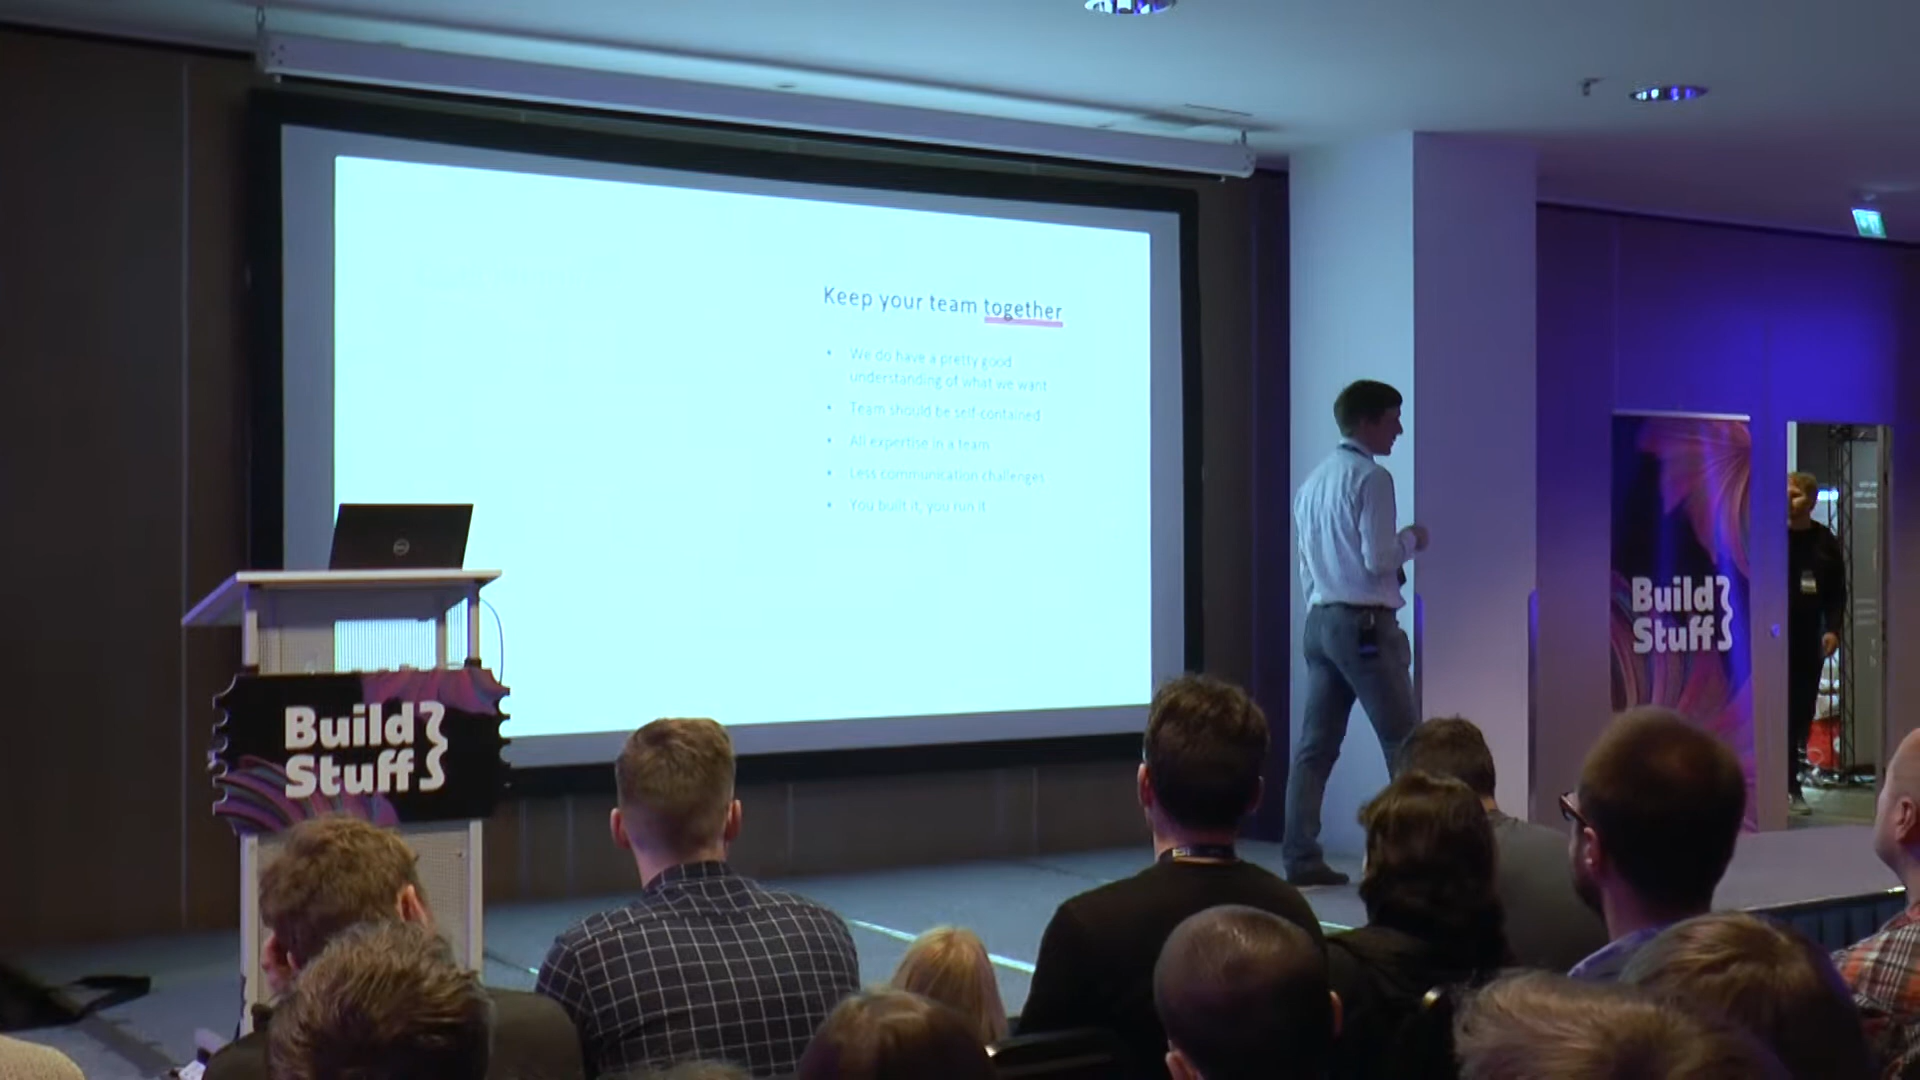 Keep your team together
• We do have a pretty good
understanding of what we want
• Team should be self-contained
• All expertise in a team
• Less communication challenges
• You built it, you run it
DELL
Build
Stuff
Build
Stuff